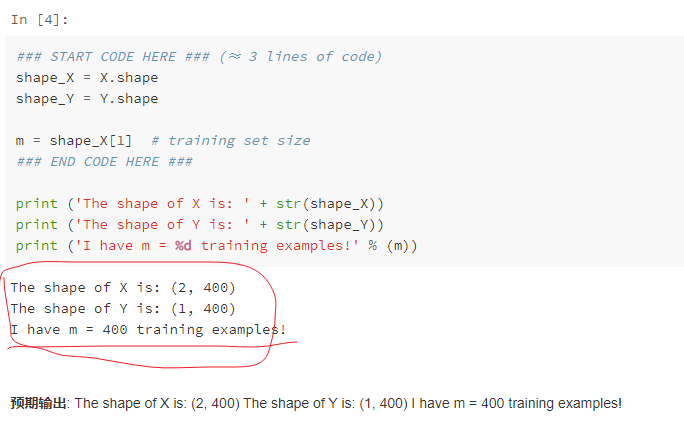 In [4]:
### START CODE HERE ### (≈ 3 lines of code)
shape_X = X.shape
shape_Y = Y.shape
m = shape_X[1]  # training set size
### END CODE HERE ###
print ('The shape of X is: ' + str(shape_X))
print ('The shape of Y is: ' + str(shape_Y))
print ('I have m = %d training examples!' % (m))
The shape of X is: (2, 400)
The shape of Y is: (1, 400)
I have m = 400 training examples!
预期输出: The shape of X is: (2, 400) The shape of Y is: (1, 400) I have m = 400 training examples!